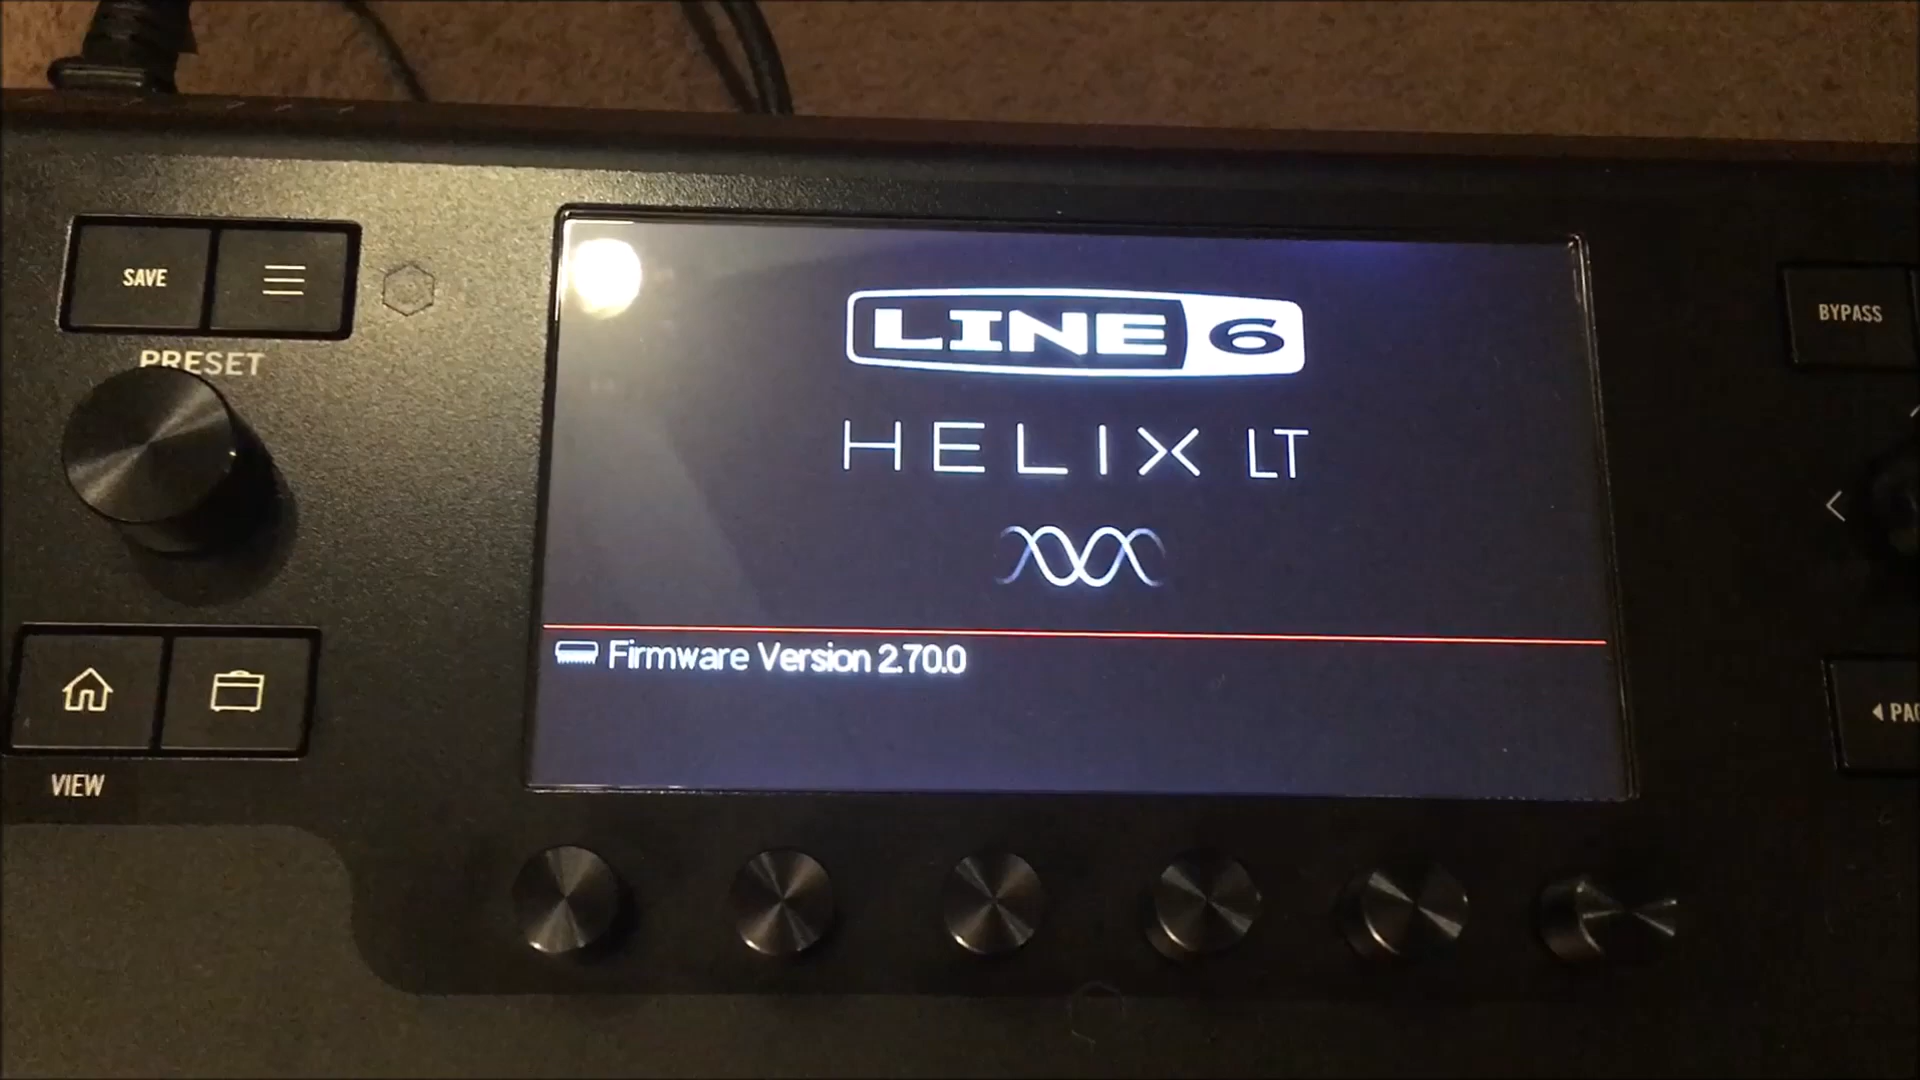 SAVE
PRESET
BYPASS
LINE 6
HELIX LT
Firmware Version 2.70.0
VIEW